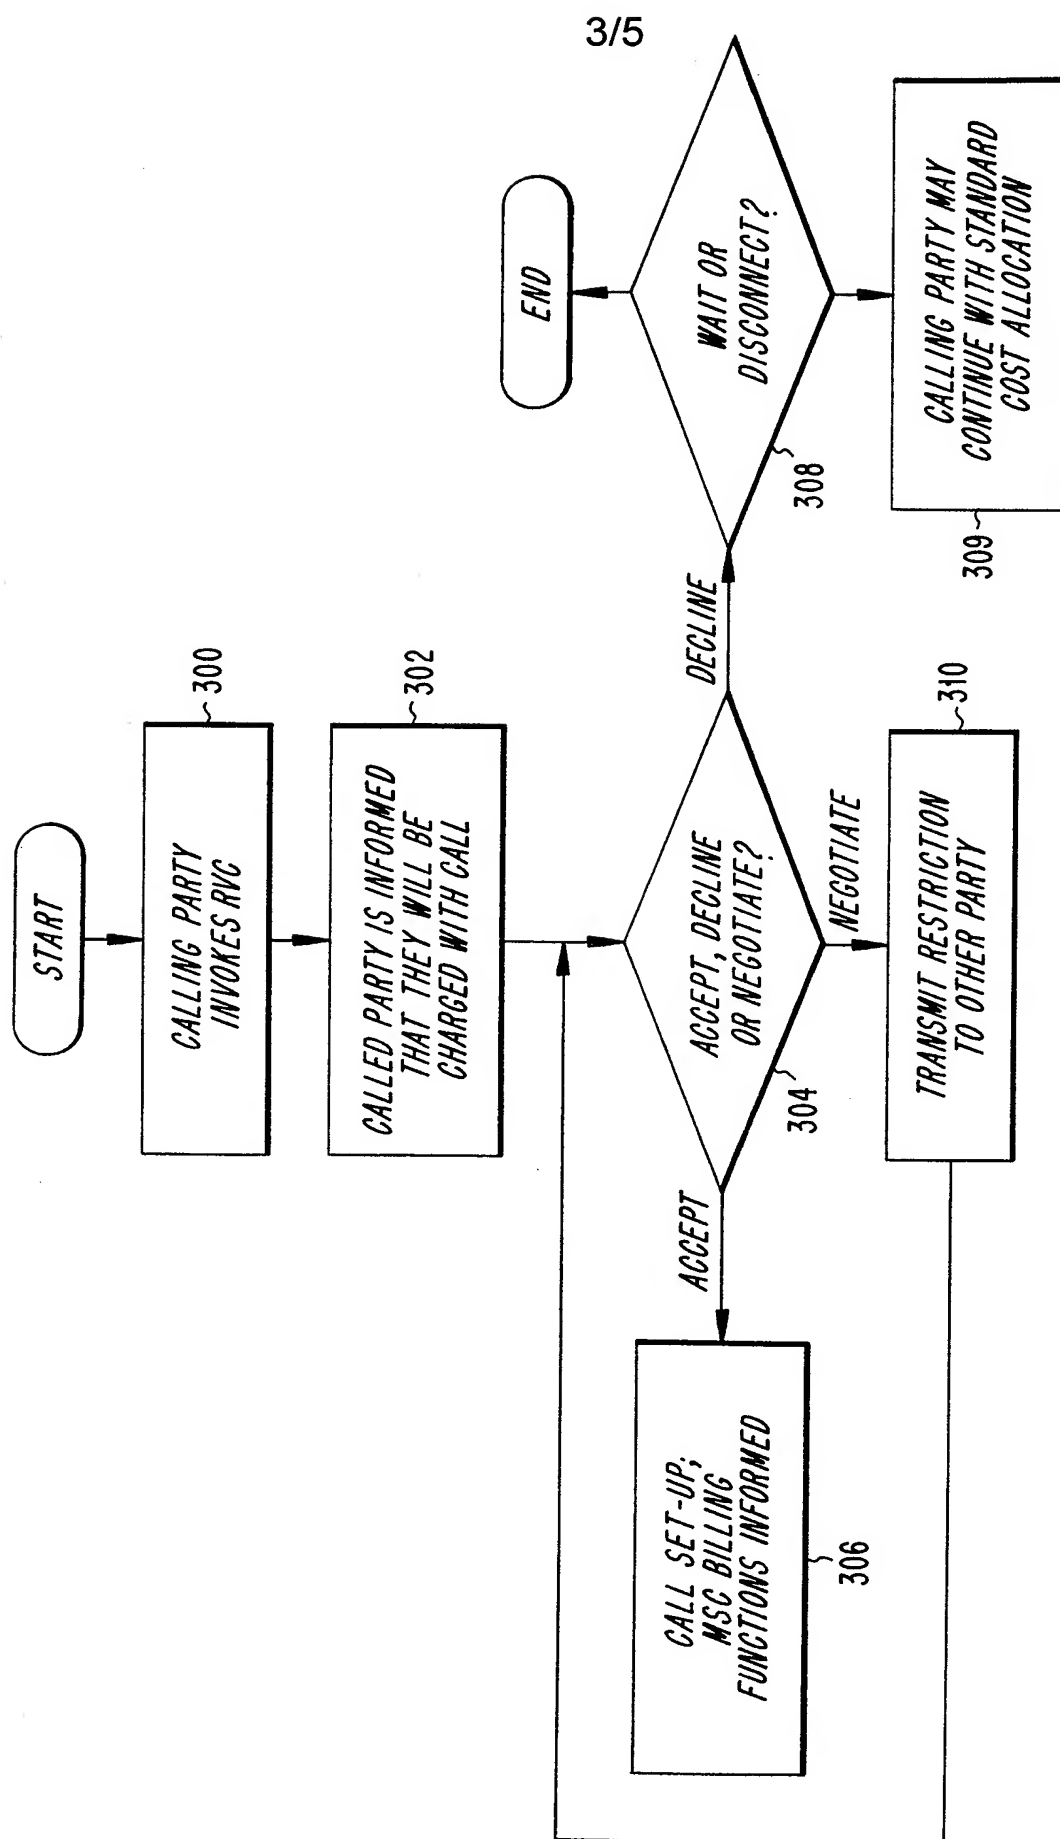 3/5
START
CALLING PARTY
INVOKES RVC
300
CALLED PARTY IS INFORMED
THAT THEY WILL BE
CHARGED WITH CALL
302
ACCEPT, DECLINE
OR NEGOTIATE?
304
ACCEPT
CALL SET-UP;
MSC BILLING
FUNCTIONS INFORMED
306
DECLINE
WAIT OR
DISCONNECT?
308
END
CALLING PARTY MAY
CONTINUE WITH STANDARD
COST ALLOCATION
309
NEGOTIATE
TRANSMIT RESTRICTION
TO OTHER PARTY
310